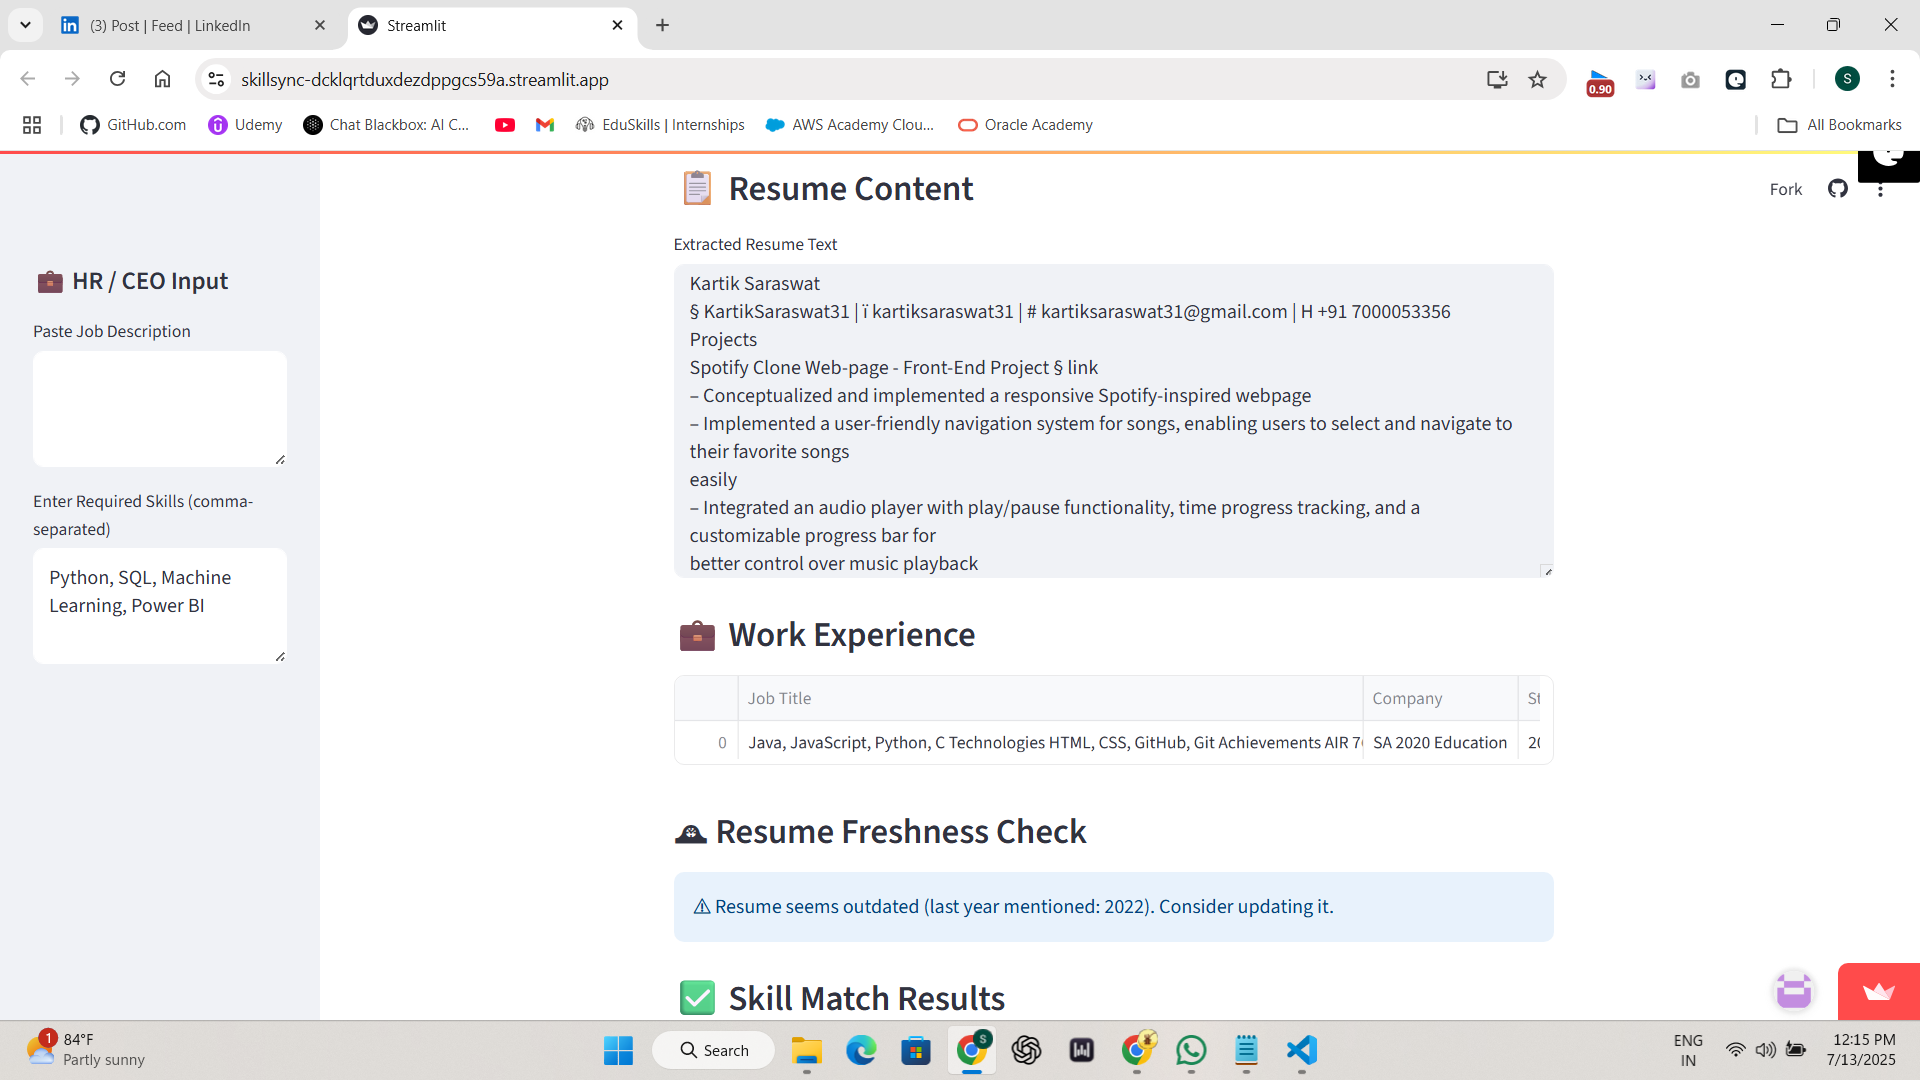 (3) Post | Feed | LinkedIn
Streamlit
skillsync-dcklqrtduxdezdppgcs59a.streamlit.app
0.90
S
GitHub.com
Udemy
Chat Blackbox: AI C...
EduSkills | Internships
AWS Academy Clou...
Oracle Academy
All Bookmarks
Fork
HR / CEO Input
Paste Job Description
Enter Required Skills (comma-
separated)
Python, SQL, Machine
Learning, Power BI
Resume Content
Extracted Resume Text
Kartik Saraswat
§ KartikSaraswat31 | ï kartiksaraswat31 | # kartiksaraswat31@gmail.com | H +91 7000053356
Projects
Spotify Clone Web-page - Front-End Project § link
– Conceptualized and implemented a responsive Spotify-inspired webpage
– Implemented a user-friendly navigation system for songs, enabling users to select and navigate to
their favorite songs
easily
– Integrated an audio player with play/pause functionality, time progress tracking, and a
customizable progress bar for
better control over music playback
Work Experience
Job Title
Company
0
Java, JavaScript, Python, C Technologies HTML, CSS, GitHub, Git Achievements AIR
SA 2020 Education
Resume Freshness Check
⚠ Resume seems outdated (last year mentioned: 2022). Consider updating it.
Skill Match Results
1
84°F
Partly sunny
Search
S
ENG
IN
12:15 PM
7/13/2025